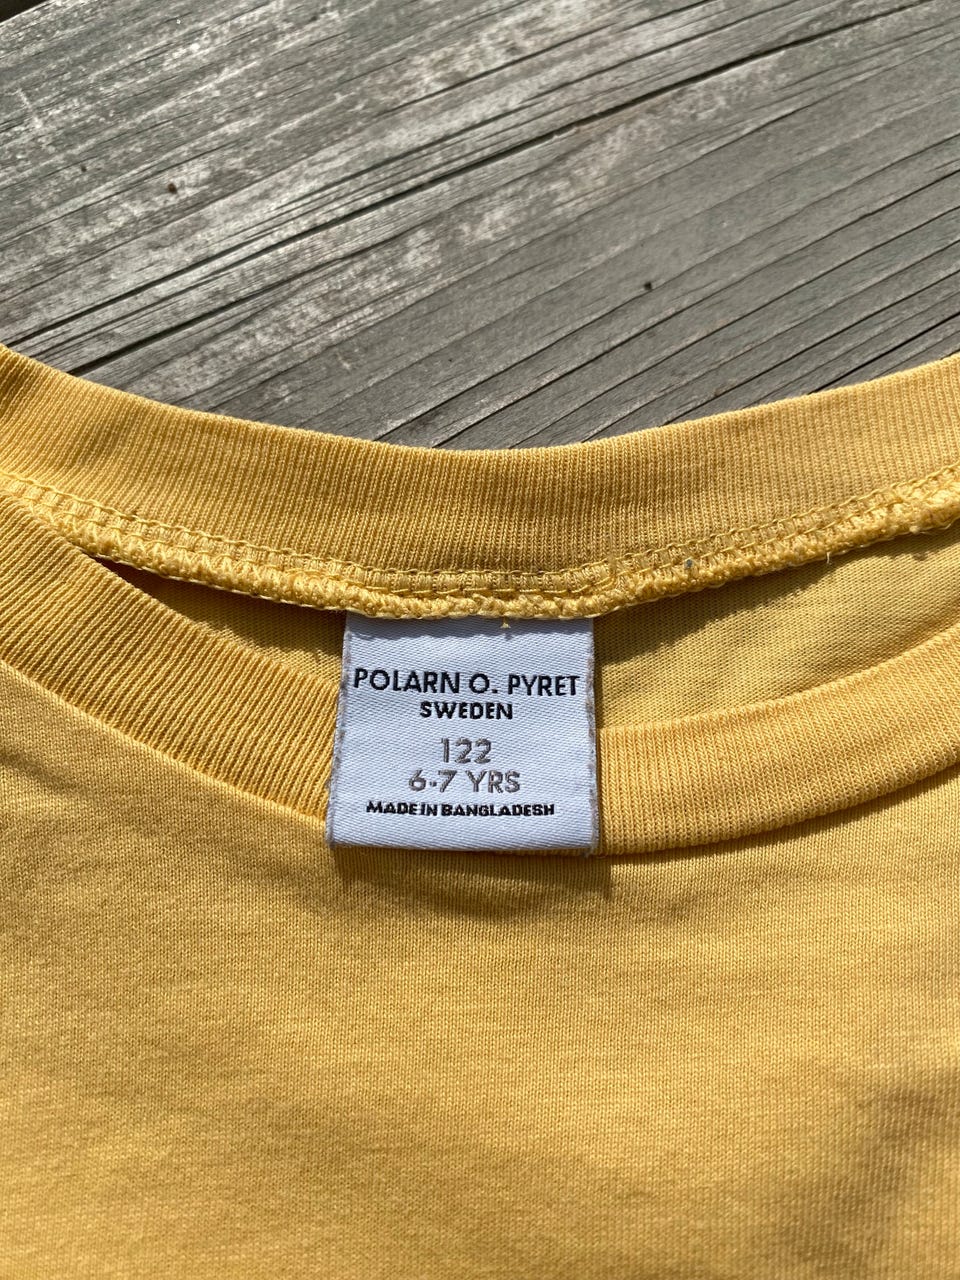 POLARN O. PYRET
SWEDEN
122
6-7 YRS
MADE IN BANGLADESH